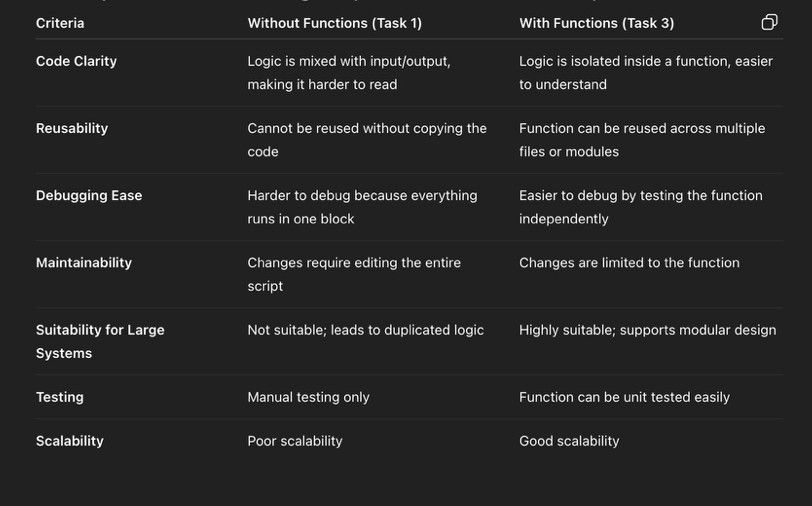 Criteria Without Functions (Task 1) With Functions (Task 3)
Code Clarity Logic is mixed with input/output, Logic is isolated inside a function, easier
making it harder to read to understand
Reusability Cannot be reused without copying the Function can be reused across multiple
code files or modules
Debugging Ease Harder to debug because everything Easier to debug by testing the function
runs in one block independently
Maintainability Changes require editing the entire Changes are limited to the function
script
Suitability for Large Not suitable; leads to duplicated logic Highly suitable; supports modular design
Systems
Testing Manual testing only Function can be unit tested easily
Scalability Poor scalability Good scalability